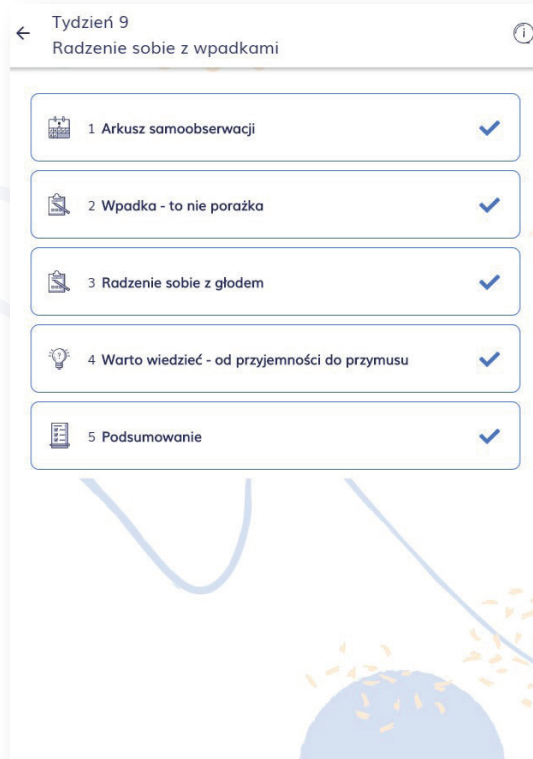 Tydzień 9
Radzenie sobie z wpadkami
1 Arkusz samoobserwacji
2 Wpadka - to nie porażka
3 Radzenie sobie z głodem
4 Warto wiedzieć - od przyjemności do przymusu
5 Podsumowanie